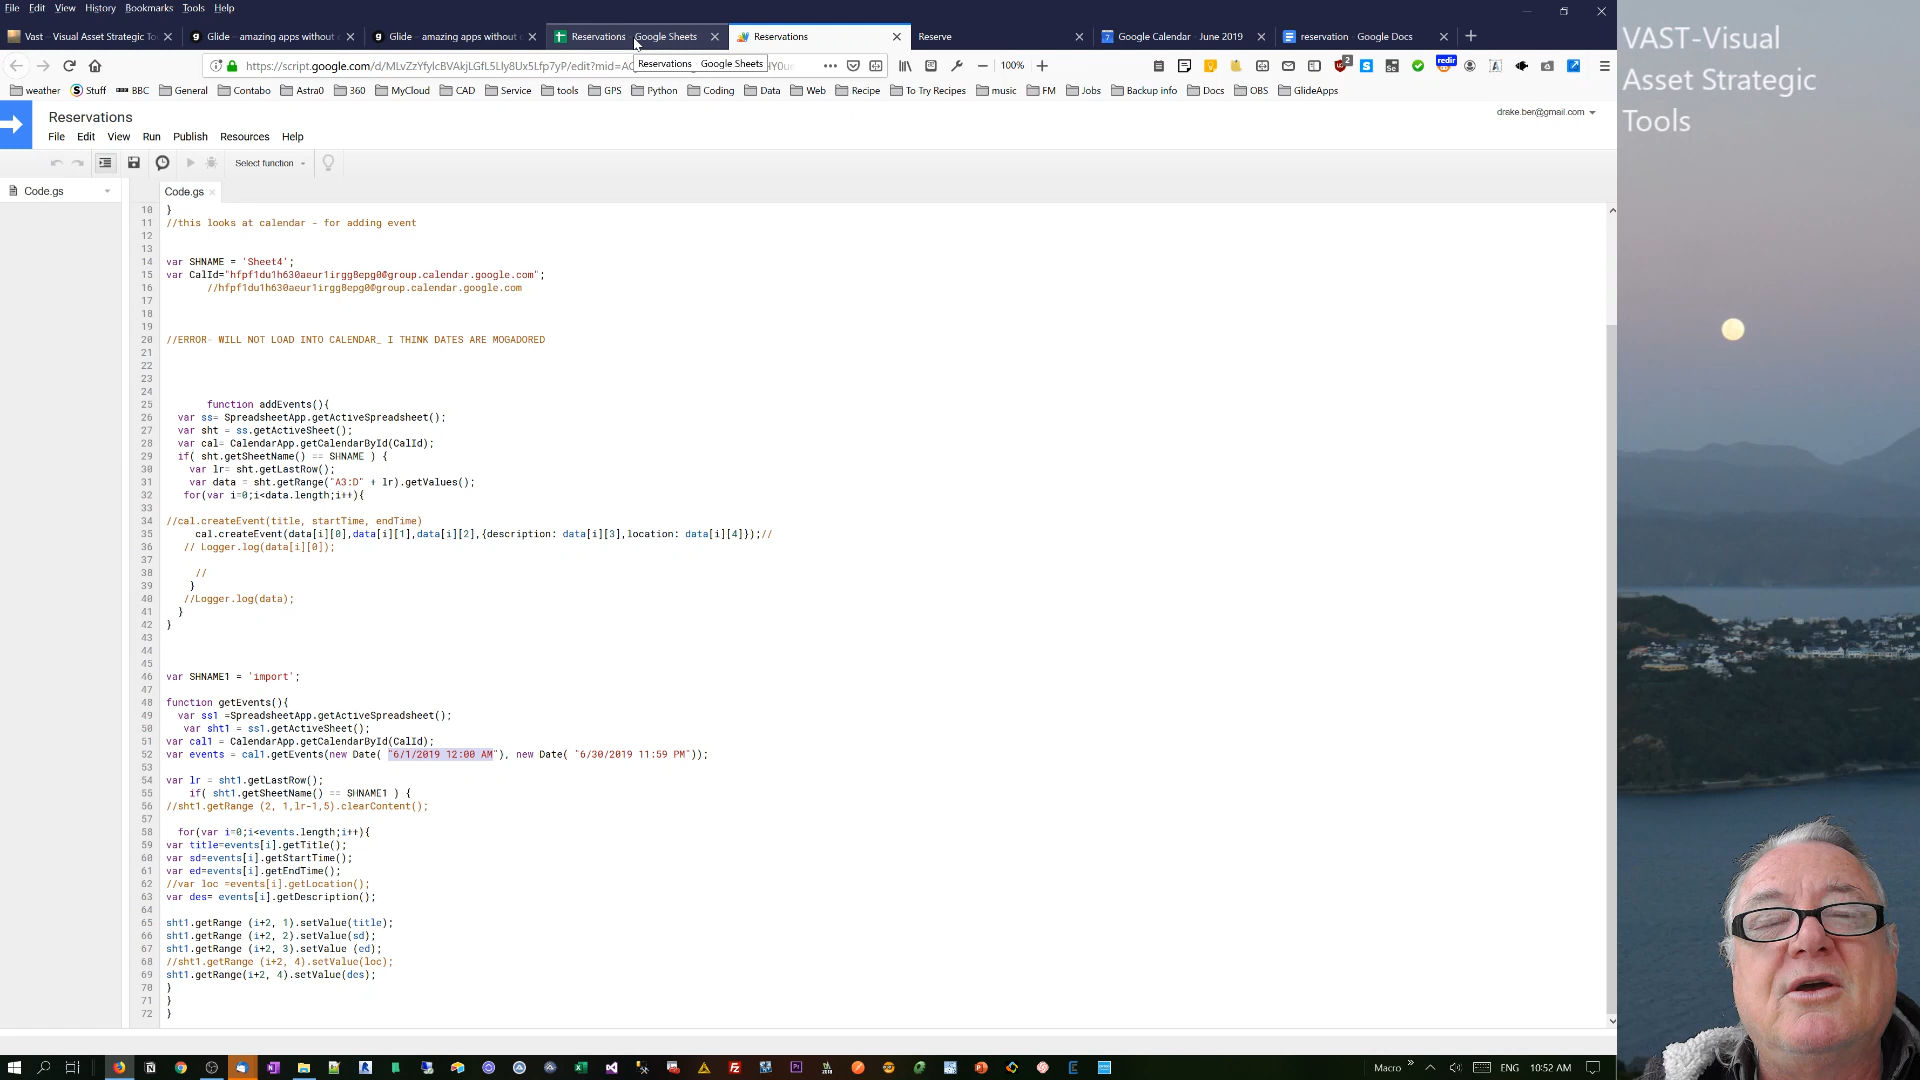 File Edit View History Bookmarks Tools Help
Vast - Visual Asset Strategic To
Glide - amazing apps without
Glide - amazing apps without
Reservations - Google Sheets
Reservations
Reserve
Google Calendar - June 2019
reservation - Google Docs
Reservations - Google Sheets
100%
2
redir
weather Stuff BBC General Contabo Astra0 360 MyCloud CAD Service tools GPS Python Coding Data Web Recipe To Try Recipes music FM Jobs Backup info Docs OBS GlideApps
Reservations
drake.ber@gmail.com
File Edit View Run Publish Resources Help
Select function
Code.gs
Code.gs
10 }
11 //this looks at calendar - for adding event
12
13
14 var SHNAME = 'Sheet4';
15 var CalId="hfpf1du1h630aeur1irgg8epg0@group.calendar.google.com";
16 //hfpf1du1h630aeur1irgg8epg0@group.calendar.google.com
17
18
19
20 //ERROR- WILL NOT LOAD INTO CALENDAR_ I THINK DATES ARE MOGADORED
21
22
23
24
25 function addEvents(){
26 var ss= SpreadsheetApp.getActiveSpreadsheet();
27 var sht = ss.getActiveSheet();
28 var cal= CalendarApp.getCalendarById(CalId);
29 if( sht.getSheetName() == SHNAME ) {
30 var lr= sht.getLastRow();
31 var data = sht.getRange("A3:D" + lr).getValues();
32 for(var i=0;i<data.length;i++){
33
34 //cal.createEvent(title, startTime, endTime)
35 cal.createEvent(data[i][0],data[i][1],data[i][2],{description: data[i][3],location: data[i][4]});//
36 // Logger.log(data[i][0]);
37
38 //
39 }
40 //Logger.log(data);
41 }
42 }
43
44
45
46 var SHNAME1 = 'import';
47
48 function getEvents(){
49 var ss1 =SpreadsheetApp.getActiveSpreadsheet();
50 var sht1 = ss1.getActiveSheet();
51 var cal1 = CalendarApp.getCalendarById(CalId);
52 var events = cal1.getEvents(new Date( "6/1/2019 12:00 AM"), new Date( "6/30/2019 11:59 PM"));
53
54 var lr = sht1.getLastRow();
55 if( sht1.getSheetName() == SHNAME1 ) {
56 //sht1.getRange (2, 1,lr-1,5).clearContent();
57
58 for(var i=0;i<events.length;i++){
59 var title=events[i].getTitle();
60 var sd=events[i].getStartTime();
61 var ed=events[i].getEndTime();
62 //var loc =events[i].getLocation();
63 var des= events[i].getDescription();
64
65 sht1.getRange (i+2, 1).setValue(title);
66 sht1.getRange (i+2, 2).setValue(sd);
67 sht1.getRange (i+2, 3).setValue (ed);
68 //sht1.getRange (i+2, 4).setValue(loc);
69 sht1.getRange(i+2, 4).setValue(des);
70 }
71 }
72 }
VAST-Visual
Asset Strategic
Tools
Macro
ENG
10:52 AM